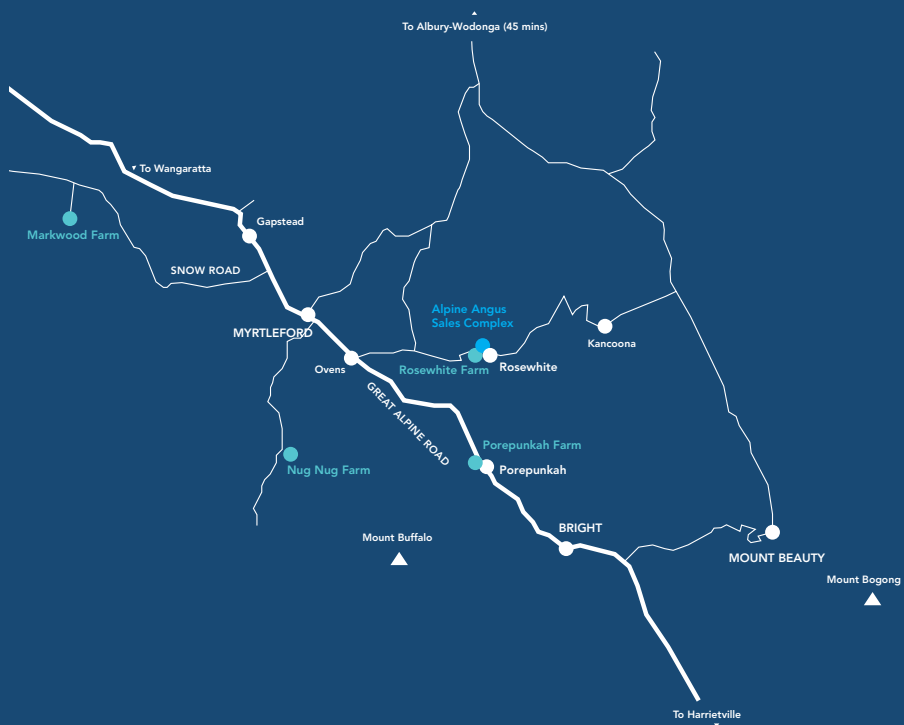 To Albury-Wodonga (45 mins)
To Wangaratta
Gapstead
Markwood Farm
SNOW ROAD
Alpine Angus
Sales Complex
MYRTLEFORD
Kancoona
Ovens
Rosewhite Farm
Rosewhite
GREAT ALPINE ROAD
Porepunkah Farm
Nug Nug Farm
Porepunkah
BRIGHT
Mount Buffalo
MOUNT BEAUTY
Mount Bogong
To Harrietville